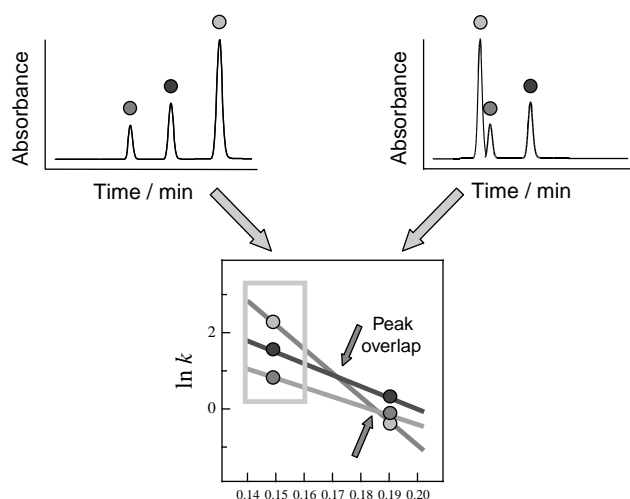 Absorbance
Time / min
Absorbance
Time / min
Peak
overlap
ln k
2
0
0.14 0.15 0.16 0.17 0.18 0.19 0.20